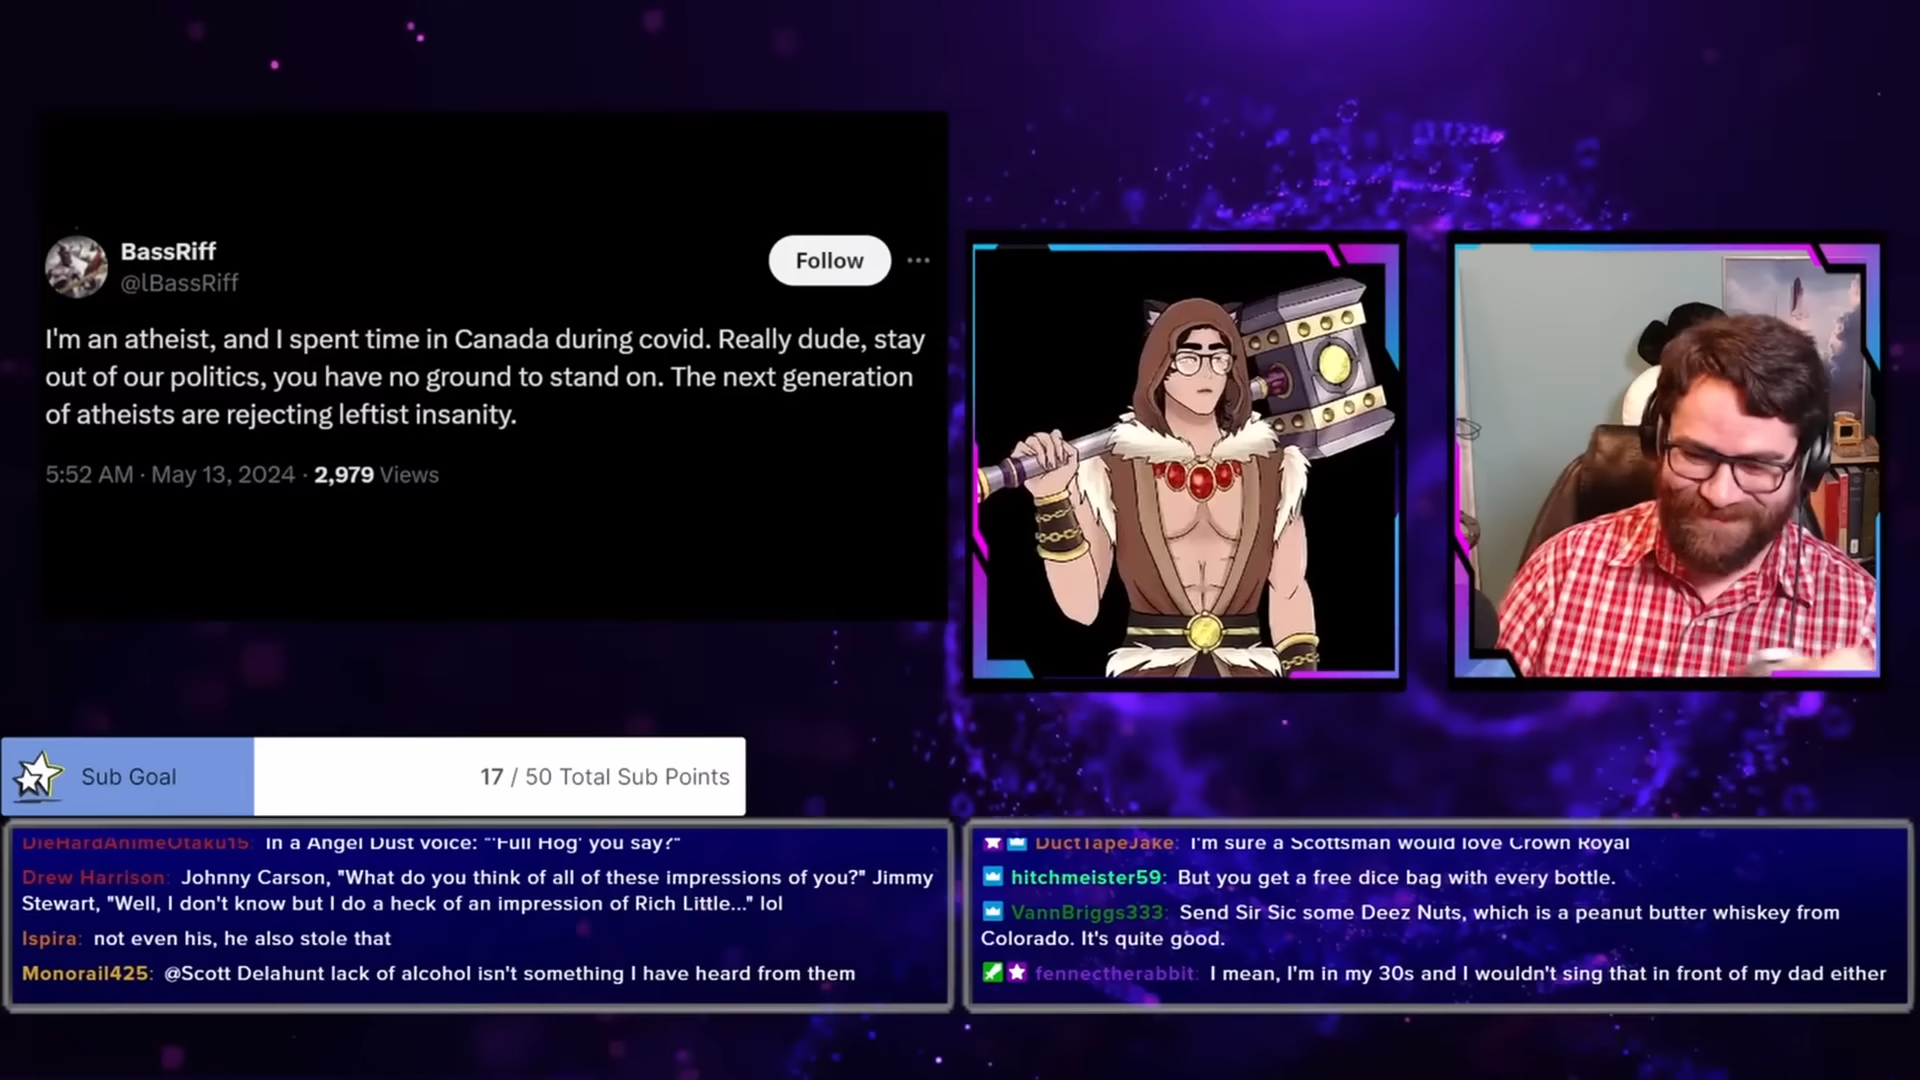 BassRiff
@lBassRiff
Follow
I'm an atheist, and I spent time in Canada during covid. Really dude, stay
out of our politics, you have no ground to stand on. The next generation
of atheists are rejecting leftist insanity.
5:52 AM · May 13, 2024 · 2,979 Views
Sub Goal
17 / 50 Total Sub Points
DieHardAnimeOtaku15: In a Angel Dust voice: "'Full Hog' you say?"
Drew Harrison: Johnny Carson, "What do you think of all of these impressions of you?" Jimmy
Stewart, "Well, I don't know but I do a heck of an impression of Rich Little..." lol
Ispira: not even his, he also stole that
Monorail425: @Scott Delahunt lack of alcohol isn't something I have heard from them
DuctTapeJake: I'm sure a Scottsman would love Crown Royal
hitchmeister59: But you get a free dice bag with every bottle.
VannBriggs333: Send Sir Sic some Deez Nuts, which is a peanut butter whiskey from
Colorado. It's quite good.
fennectherabbit: I mean, I'm in my 30s and I wouldn't sing that in front of my dad either